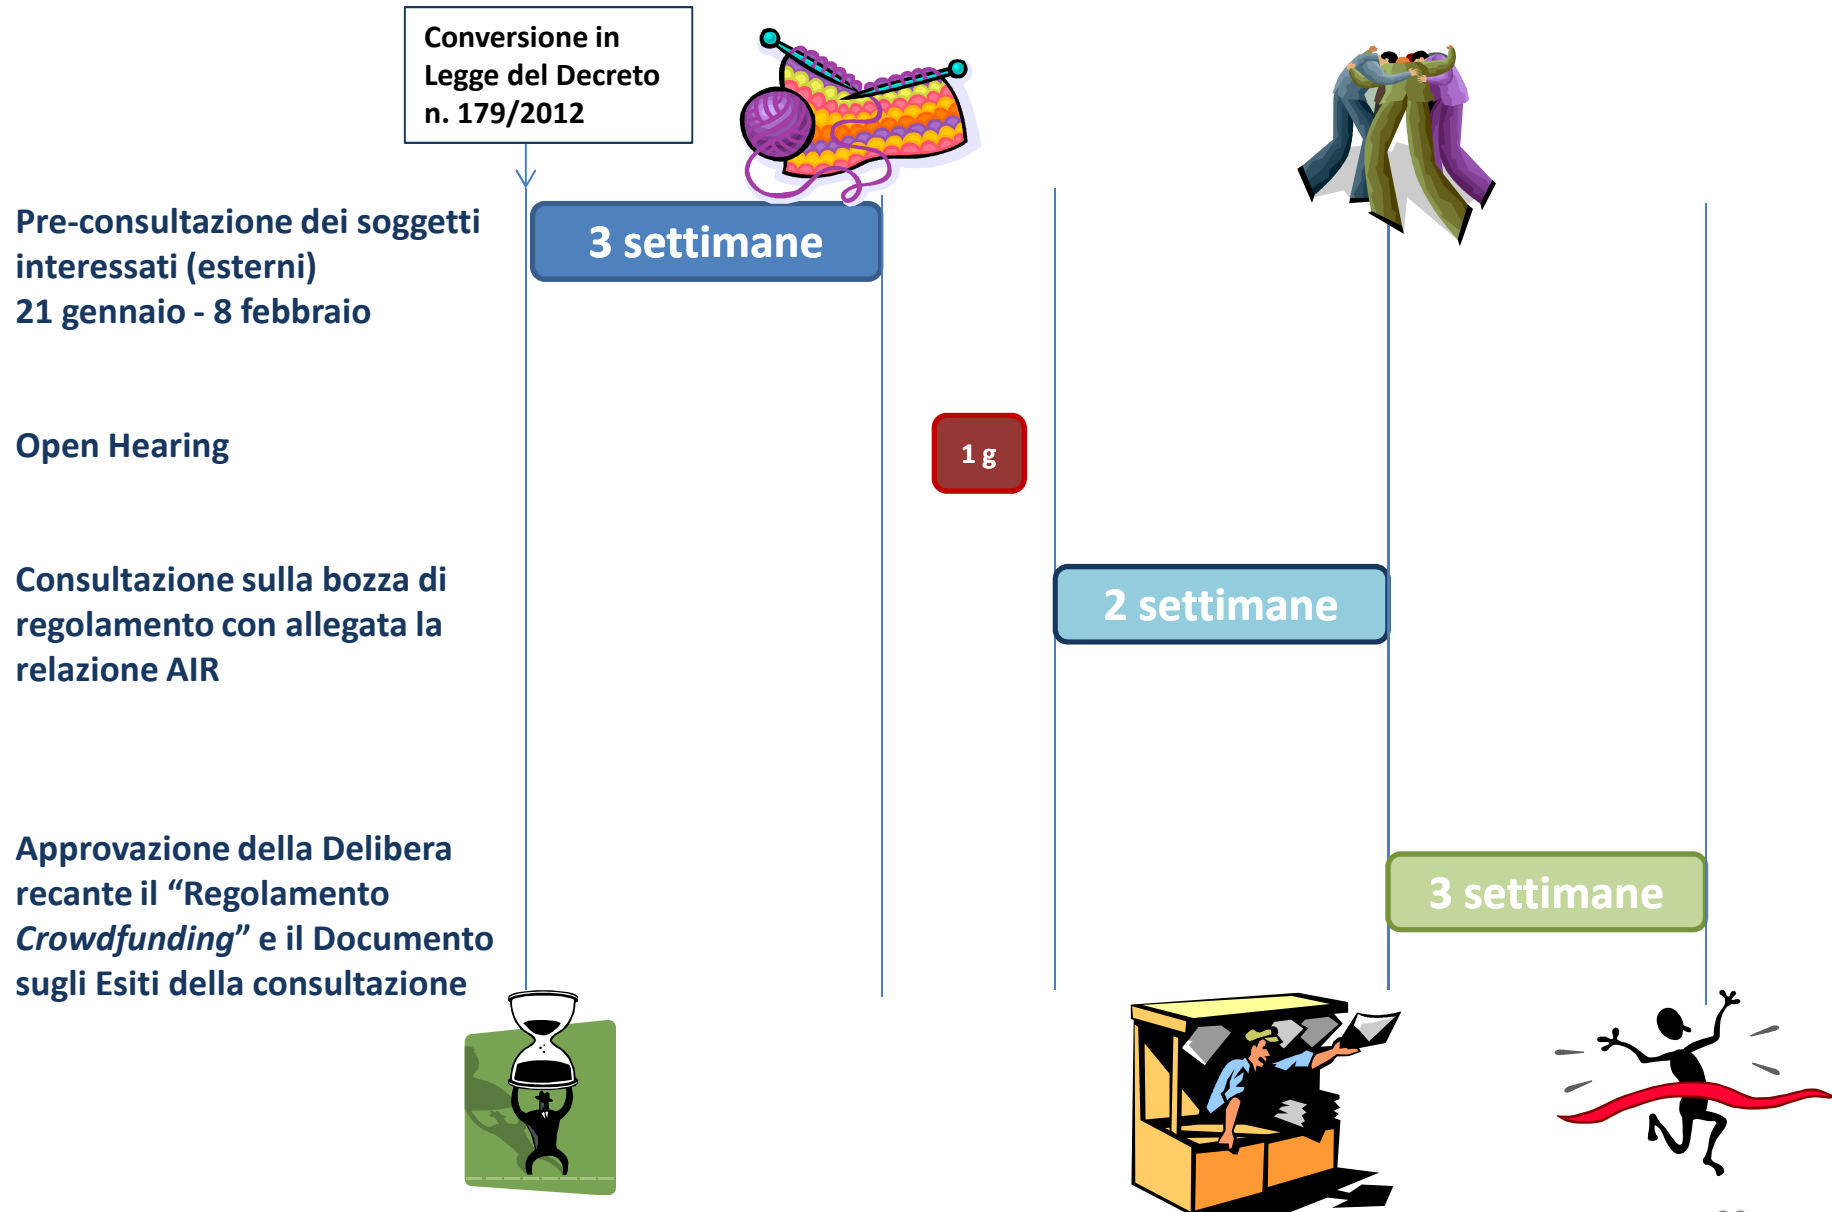 Conversione in
Legge del Decreto
n. 179/2012
Pre-consultazione dei soggetti
interessati (esterni)
21 gennaio - 8 febbraio
3 settimane
Open Hearing
1 g
Consultazione sulla bozza di
regolamento con allegata la
relazione AIR
2 settimane
Approvazione della Delibera
recante il “Regolamento
Crowdfunding” e il Documento
sugli Esiti della consultazione
3 settimane